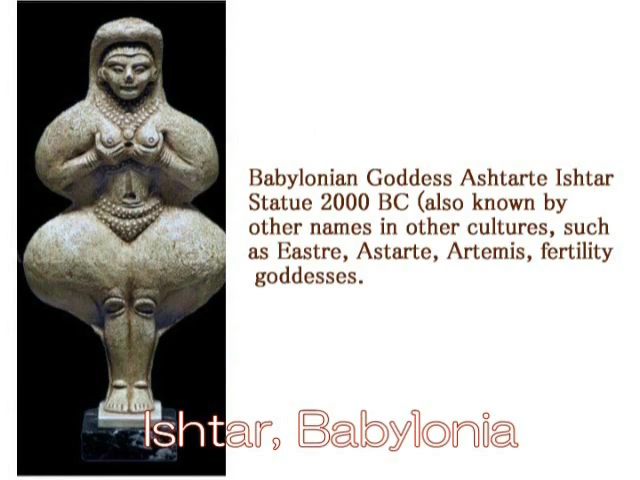 Babylonian Goddess Ashtarte Ishtar
Statue 2000 BC (also known by
other names in other cultures, such
as Eastre, Astarte, Artemis, fertility
goddesses.
Ishtar, Babylonia